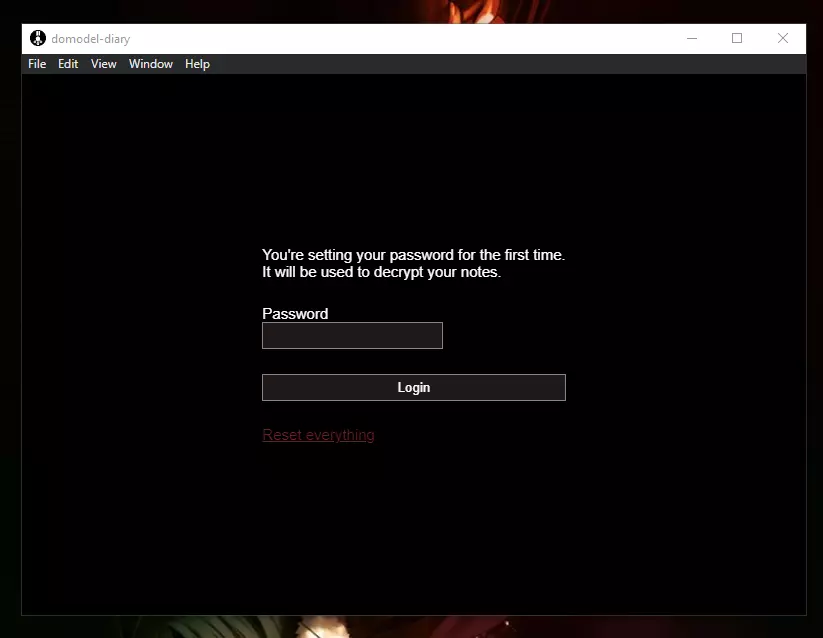 domodel-diary
File Edit View Window Help
You're setting your password for the first time.
It will be used to decrypt your notes.
Password
Login
Reset everything